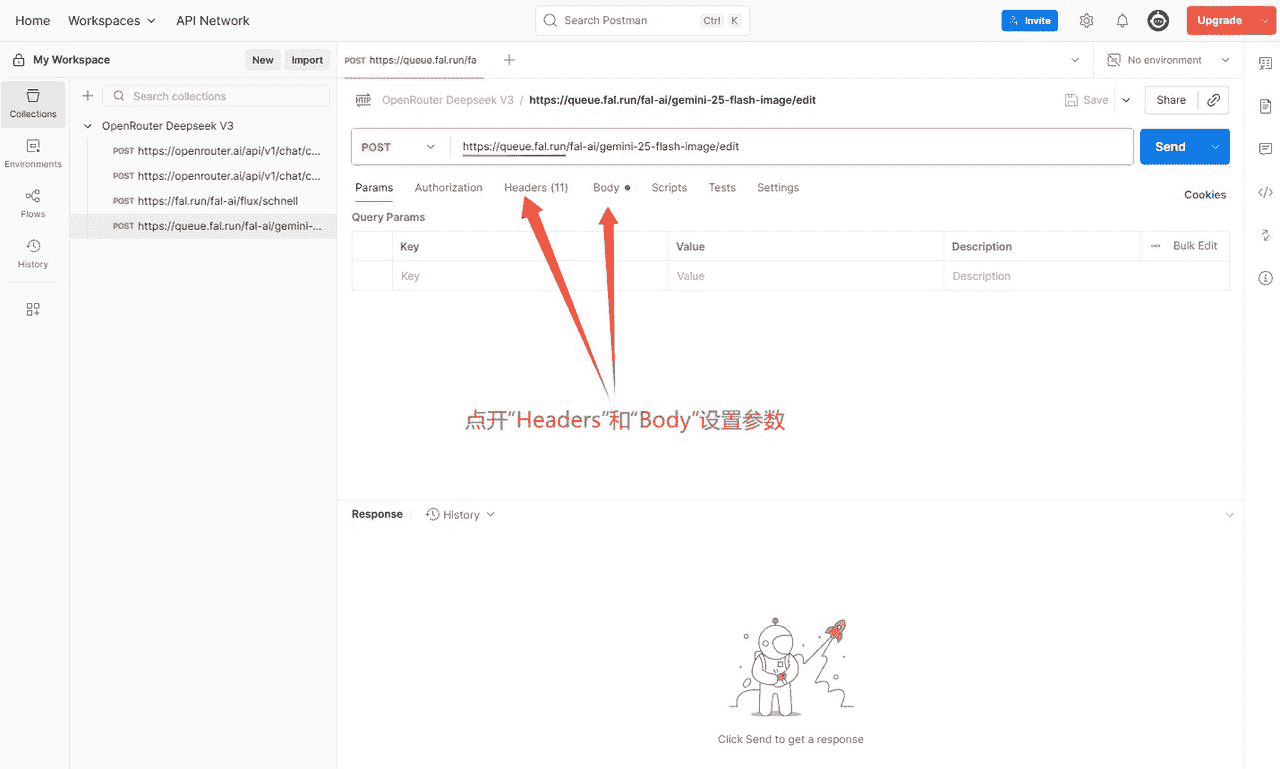 Home Workspaces API Network Search Postman Ctrl K Invite Upgrade
My Workspace New Import POST https://queue.fal.run/fa No environment
Collections
Environments
Flows
History
Search collections
OpenRouter Deepseek V3
POST https://openrouter.ai/api/v1/chat/c...
POST https://openrouter.ai/api/v1/chat/c...
POST https://fal.run/fal-ai/flux/schnell
POST https://queue.fal.run/fal-ai/gemini-...
HTTP OpenRouter Deepseek V3 / https://queue.fal.run/fal-ai/gemini-25-flash-image/edit Save Share
POST https://queue.fal.run/fal-ai/gemini-25-flash-image/edit Send
Params Authorization Headers (11) Body Scripts Tests Settings Cookies
Query Params
Key Value Description Bulk Edit
Key Value Description
点开“Headers”和“Body”设置参数
Response History
Click Send to get a response